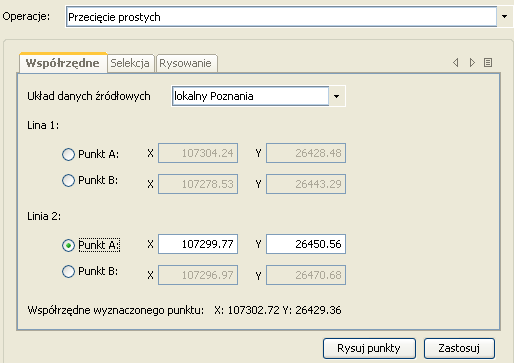 Operacje: Przecięcie prostych
Współrzędne Selekcja Rysowanie
Układ danych źródłowych lokalny Poznania
Lina 1:
Punkt A: X 107304.24 Y 26428.48
Punkt B: X 107278.53 Y 26443.29
Linia 2:
Punkt A: X 107299.77 Y 26450.56
Punkt B: X 107296.97 Y 26470.68
Współrzędne wyznaczonego punktu: X: 107302.72 Y: 26429.36
Rysuj punkty Zastosuj